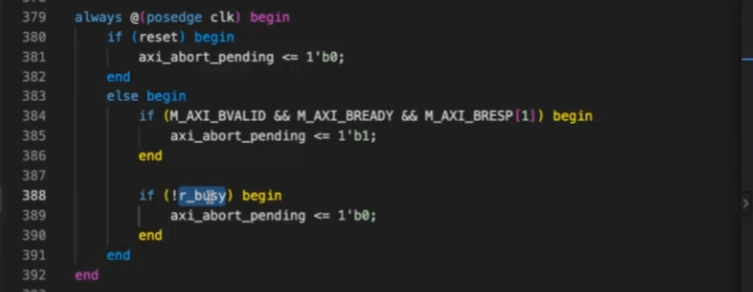 379 always @(posedge clk) begin
380 if (reset) begin
381 axi_abort_pending <= 1'b0;
382 end
383 else begin
384 if (M_AXI_BVALID && M_AXI_BREADY && M_AXI_BRESP[1]) begin
385 axi_abort_pending <= 1'b1;
386 end
387
388 if (!r_busy) begin
389 axi_abort_pending <= 1'b0;
390 end
391 end
392 end